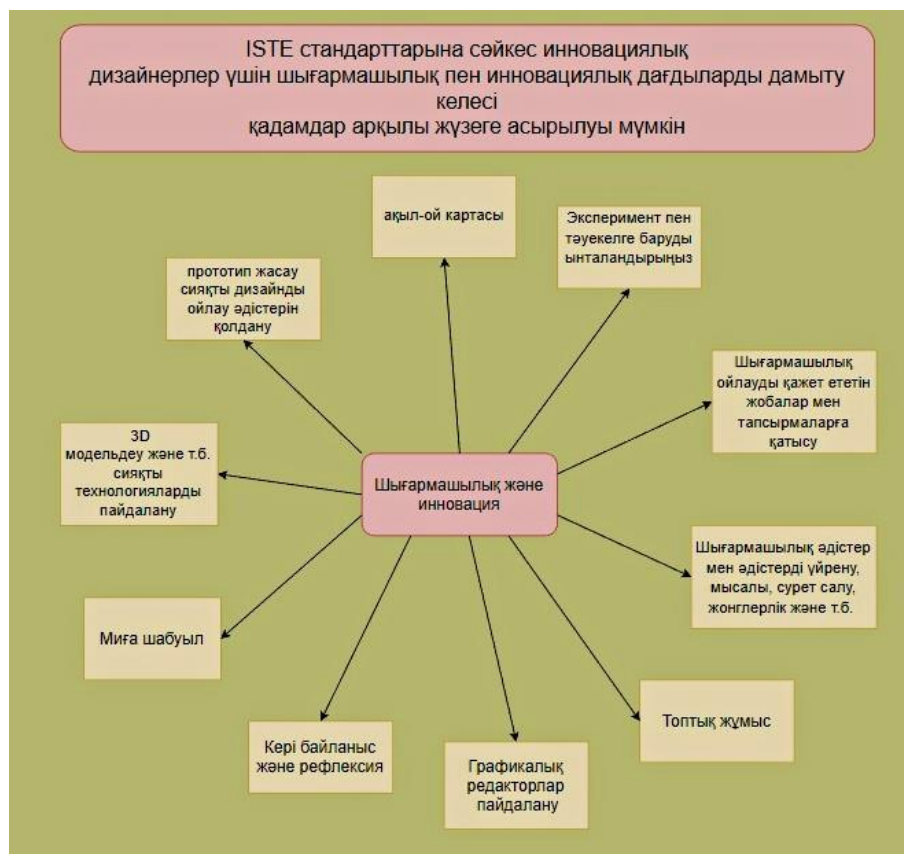 ISTE стандарттарына сәйкес инновациялық
дизайнерлер үшін шығармашылық пен инновациялық дағдыларды дамыту
келесі
қадамдар арқылы жүзеге асырылуы мүмкін
ақыл-ой картасы
Эксперимент пен
тәуекелге баруды
ынталандырыңыз
прототип жасау
сияқты дизайнды
ойлау әдістерін
қолдану
Шығармашылық
ойлауды қажет ететін
жобалар мен
тапсырмаларға
қатысу
3D
модельдеу және т.б.
сияқты
технологияларды
пайдалану
Шығармашылық және
инновация
Шығармашылық әдістер
мен әдістерді үйрену,
мысалы, сурет салу,
жонглерлік және т.б.
Миға шабуыл
Топтық жұмыс
Кері байланыс
және рефлексия
Графикалық
редакторлар
пайдалану